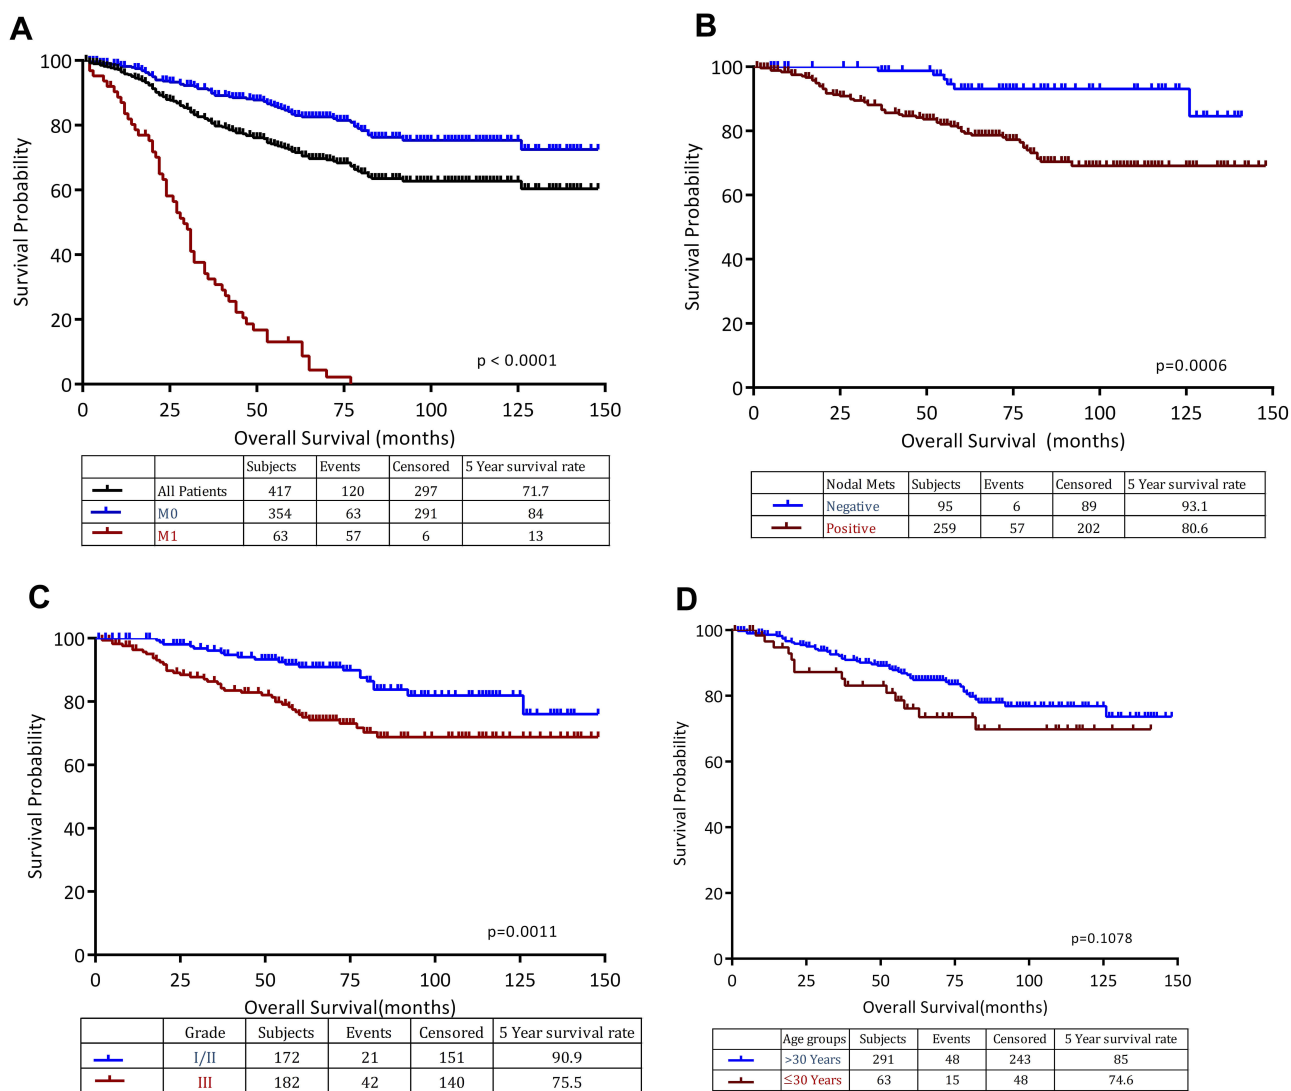 A
100
80
60
40
20
0
Survival Probability
p < 0.0001
0 25 50 75 100 125 150
Overall Survival (months)
Subjects Events Censored 5 Year survival rate
All Patients 417 120 297 71.7
M0 354 63 291 84
M1 63 57 6 13
B
100
80
60
40
20
0
Survival Probability
p=0.0006
0 25 50 75 100 125 150
Overall Survival (months)
Nodal Mets Subjects Events Censored 5 Year survival rate
Negative 95 6 89 93.1
Positive 259 57 202 80.6
C
100
80
60
40
20
0
Survival Probability
p=0.0011
0 25 50 75 100 125 150
Overall Survival(months)
Grade Subjects Events Censored 5 Year survival rate
I/II 172 21 151 90.9
III 182 42 140 75.5
D
100
80
60
40
20
0
Survival Probability
p=0.1078
0 25 50 75 100 125 150
Overall Survival(months)
Age groups Subjects Events Censored 5 Year survival rate
>30 Years 291 48 243 85
≤30 Years 63 15 48 74.6